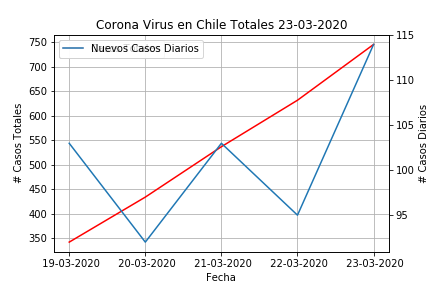 Corona Virus en Chile Totales 23-03-2020
Nuevos Casos Diarios
# Casos Totales
750
700
650
600
550
500
450
400
350
115
110
105
100
95
# Casos Diarios
19-03-2020 20-03-2020 21-03-2020 22-03-2020 23-03-2020
Fecha